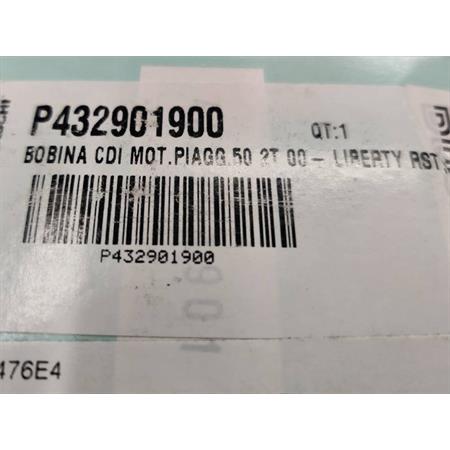 P432901900 QT:1
BOBINA CDI MOT.PIAGG.50 2T 00- LIBERTY RST
P432901900
476E4